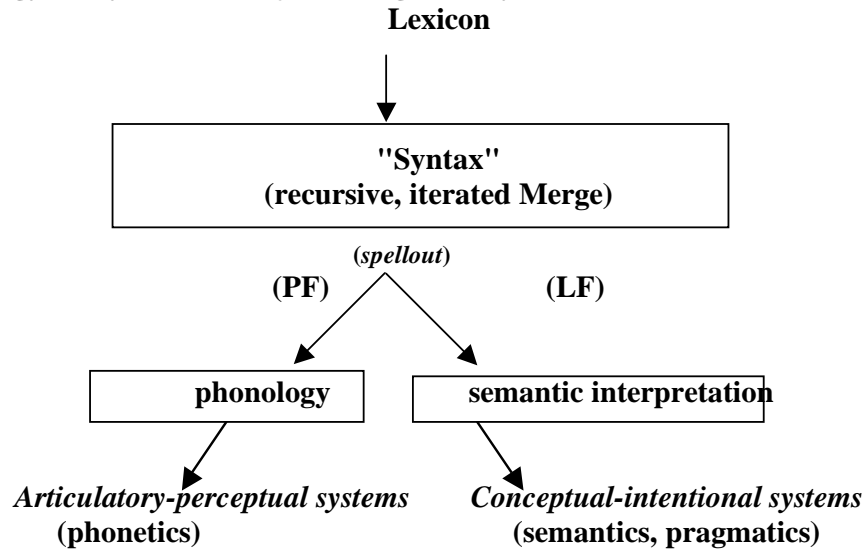 Lexicon
"Syntax"
(recursive, iterated Merge)
(spellout)
(PF) (LF)
phonology semantic interpretation
Articulatory-perceptual systems Conceptual-intentional systems
(phonetics) (semantics, pragmatics)